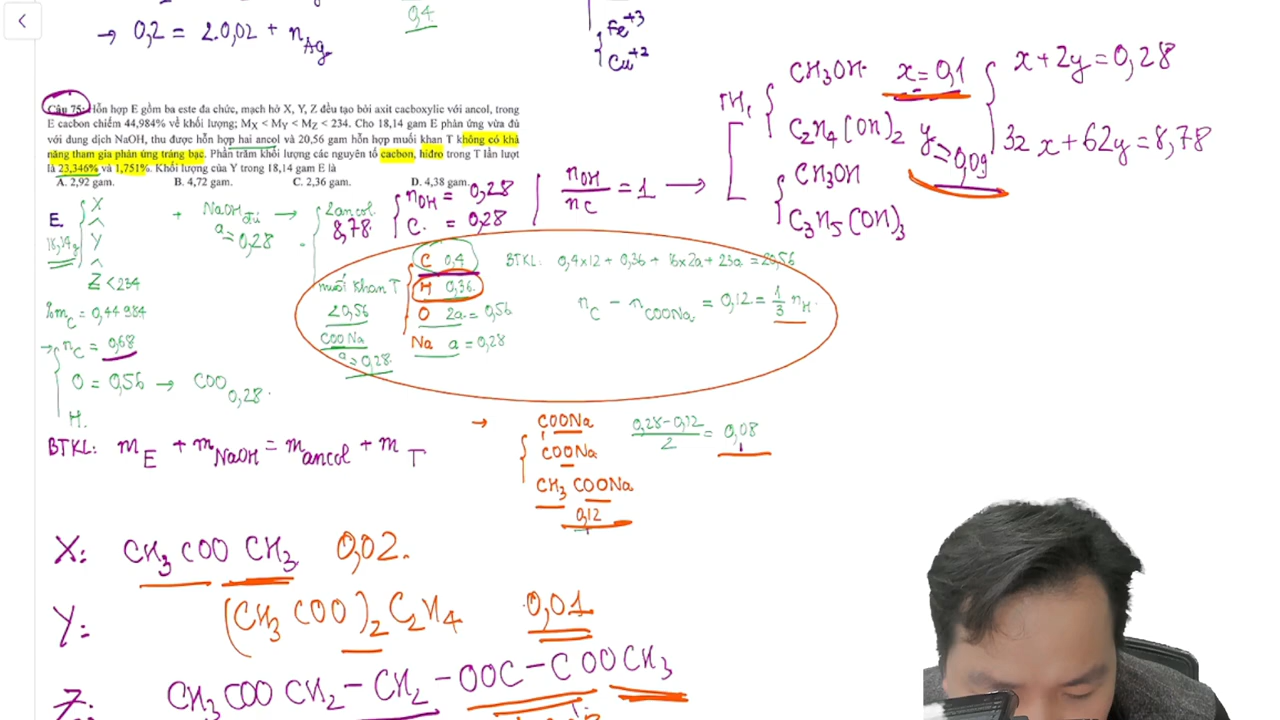 0,4
→ 0,2 = 2.0,02 + nAg
Fe+3
Cu+2
Câu 75: Hỗn hợp E gồm ba este đa chức, mạch hở X, Y, Z đều tạo bởi axit cacboxylic với ancol, trong
E cacbon chiếm 44,984% về khối lượng; MX < MY < MZ < 234. Cho 18,14 gam E phản ứng vừa đủ
với dung dịch NaOH, thu được hỗn hợp hai ancol và 20,56 gam hỗn hợp muối khan T không có khả
năng tham gia phản ứng tráng bạc. Phần trăm khối lượng các nguyên tố cacbon, hiđro trong T lần lượt
là 23,346% và 1,751%. Khối lượng của Y trong 18,14 gam E là
A. 2,92 gam. B. 4,72 gam. C. 2,36 gam. D. 4,38 gam.
TH1
CH3OH x = 0,1
C2H4(OH)2 y = 0,09
x + 2y = 0,28
32x + 62y = 8,78
CH3OH
C3H5(OH)3
E. 18,14g
X
Y
Z < 234
+ NaOH đủ →
a = 0,28
2 ancol
8,78
nOH = 0,28
C = 0,28
nOH / nC = 1 →
muối khan T
20,56
COONa
a = 0,28
C 0,4
H 0,36
O 2a = 0,56
Na a = 0,28
BTKL: 0,4x12 + 0,36 + 16x2a + 23a = 20,56
nC - nCOONa = 0,12 = 1/3 nH
%mC = 0,44984
→ nC = 0,68
O = 0,56 → COO 0,28
H
BTKL: mE + mNaOH = mancol + mT
→ COONa
COONa
0,28-0,12 / 2 = 0,08
CH3COONa
0,12
X: CH3COOCH3 0,02.
Y: (CH3COO)2C2H4 0,01
Z: CH3COOCH2-CH2-OOC-COOCH3